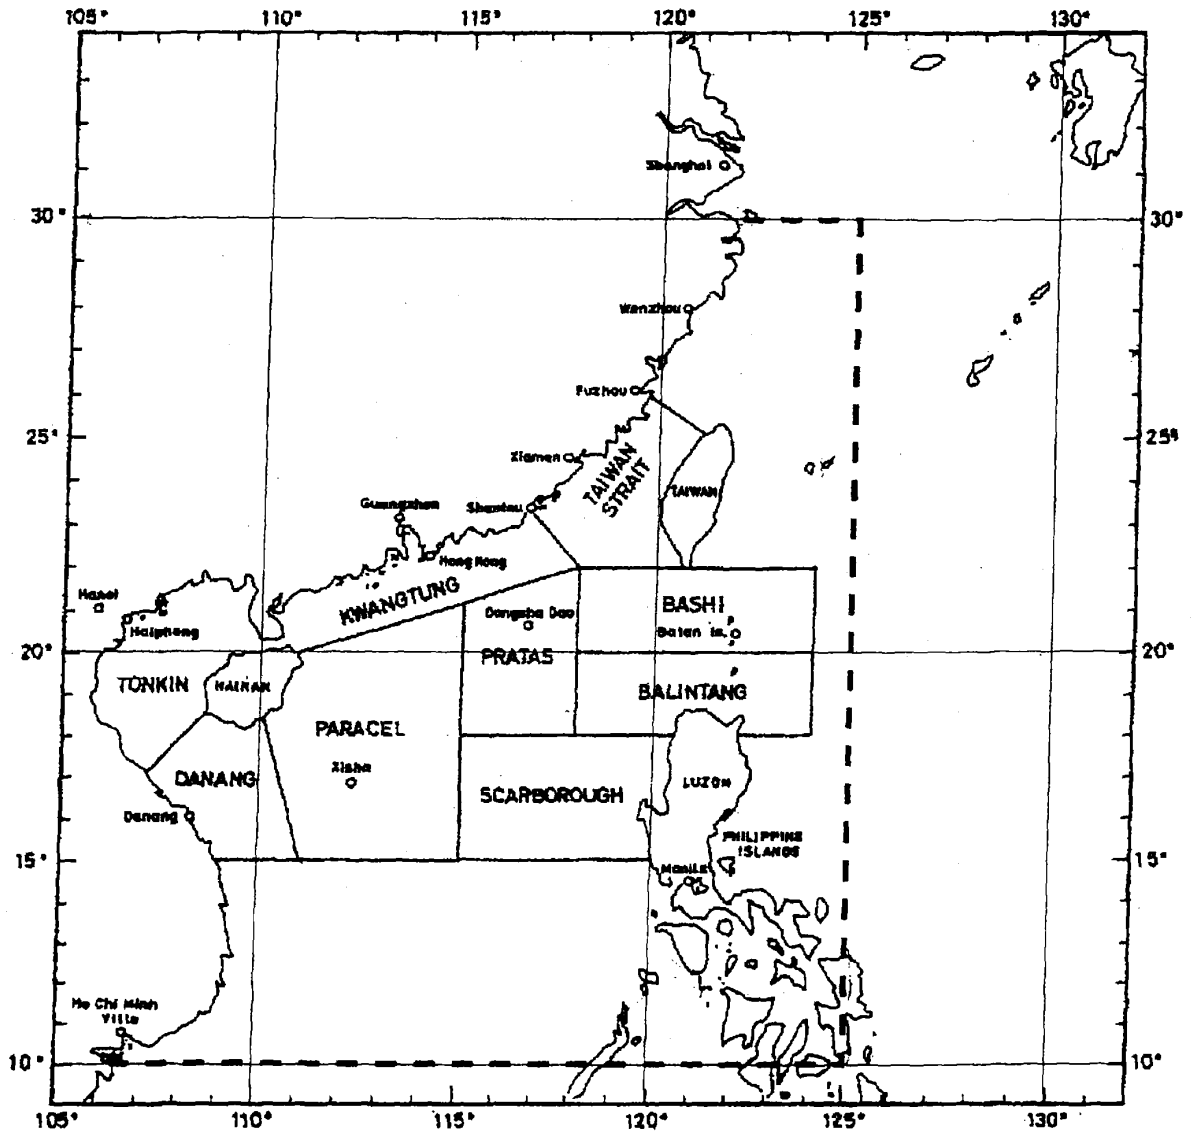 105° 110° 115° 120° 125° 130°
Shanghai
30° 30°
Wenzhou
Fuzhou
25° 25°
Xiamen
TAIWAN
STRAIT
TAIWAN
Guangzhou
Shantou
Hong Kong
KWANGTUNG
Hanoi
Haiphong
Dongsha Dao
BASHI
Batan Is.
20° 20°
PRATAS
TONKIN
HAINAN
BALINTANG
PARACEL
Xisha
DANANG
LUZON
SCARBOROUGH
Danang
PHILIPPINE
ISLANDS
15° 15°
Manila
Ho Chi Minh
Ville
10° 10°
105° 110° 115° 120° 125° 130°